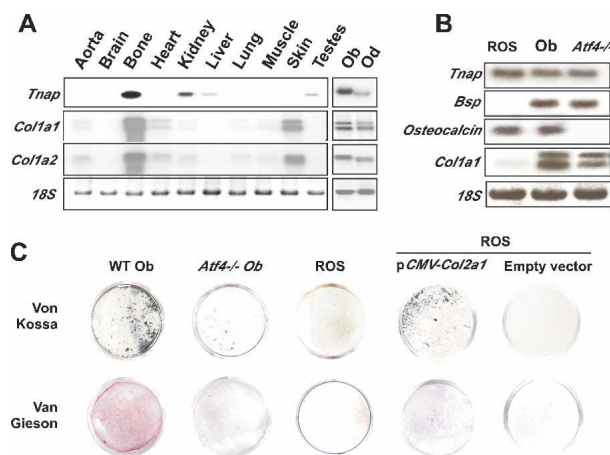 A
Aorta Brain Bone Heart Kidney Liver Lung Muscle Skin Testes Ob Od
Tnap
Col1a1
Col1a2
18S
B
ROS Ob Atf4-/-
Tnap
Bsp
Osteocalcin
Col1a1
18S
C
ROS
WT Ob Atf4-/- Ob ROS pCMV-Col2a1 Empty vector
Von
Kossa
Van
Gieson